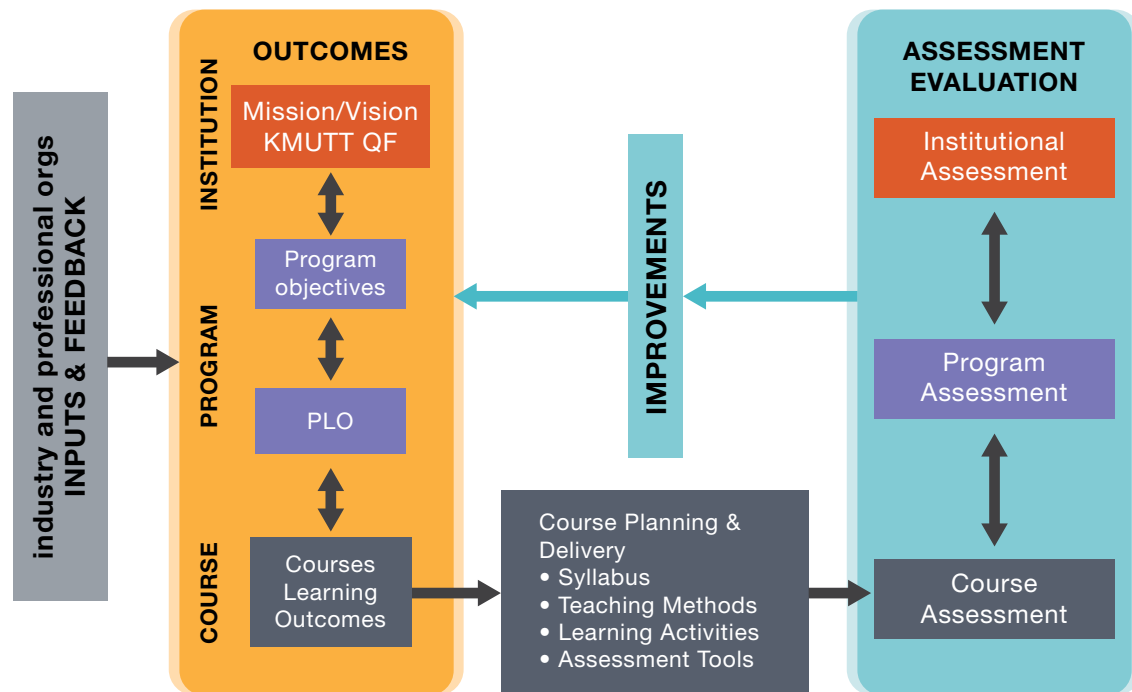 industry and professional orgs
INPUTS & FEEDBACK
OUTCOMES
INSTITUTION
Mission/Vision
KMUTT QF
Program
objectives
PROGRAM
PLO
COURSE
Courses
Learning
Outcomes
Course Planning &
Delivery
• Syllabus
• Teaching Methods
• Learning Activities
• Assessment Tools
IMPROVEMENTS
ASSESSMENT
EVALUATION
Institutional
Assessment
Program
Assessment
Course
Assessment